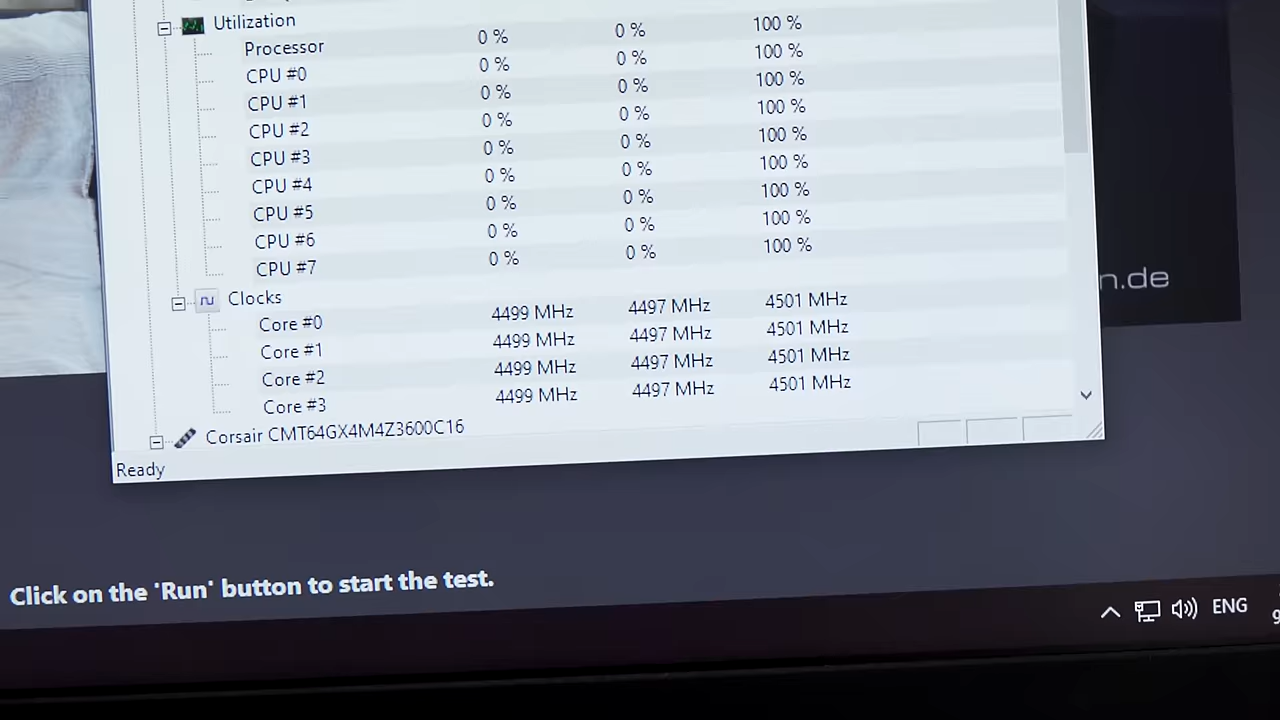 Utilization
Processor 0 % 0 % 100 %
CPU #0 0 % 0 % 100 %
CPU #1 0 % 0 % 100 %
CPU #2 0 % 0 % 100 %
CPU #3 0 % 0 % 100 %
CPU #4 0 % 0 % 100 %
CPU #5 0 % 0 % 100 %
CPU #6 0 % 0 % 100 %
CPU #7 0 % 0 % 100 %
Clocks
Core #0 4499 MHz 4497 MHz 4501 MHz
Core #1 4499 MHz 4497 MHz 4501 MHz
Core #2 4499 MHz 4497 MHz 4501 MHz
Core #3 4499 MHz 4497 MHz 4501 MHz
Corsair CMT64GX4M4Z3600C16
Ready
n.de
Click on the 'Run' button to start the test.
ENG